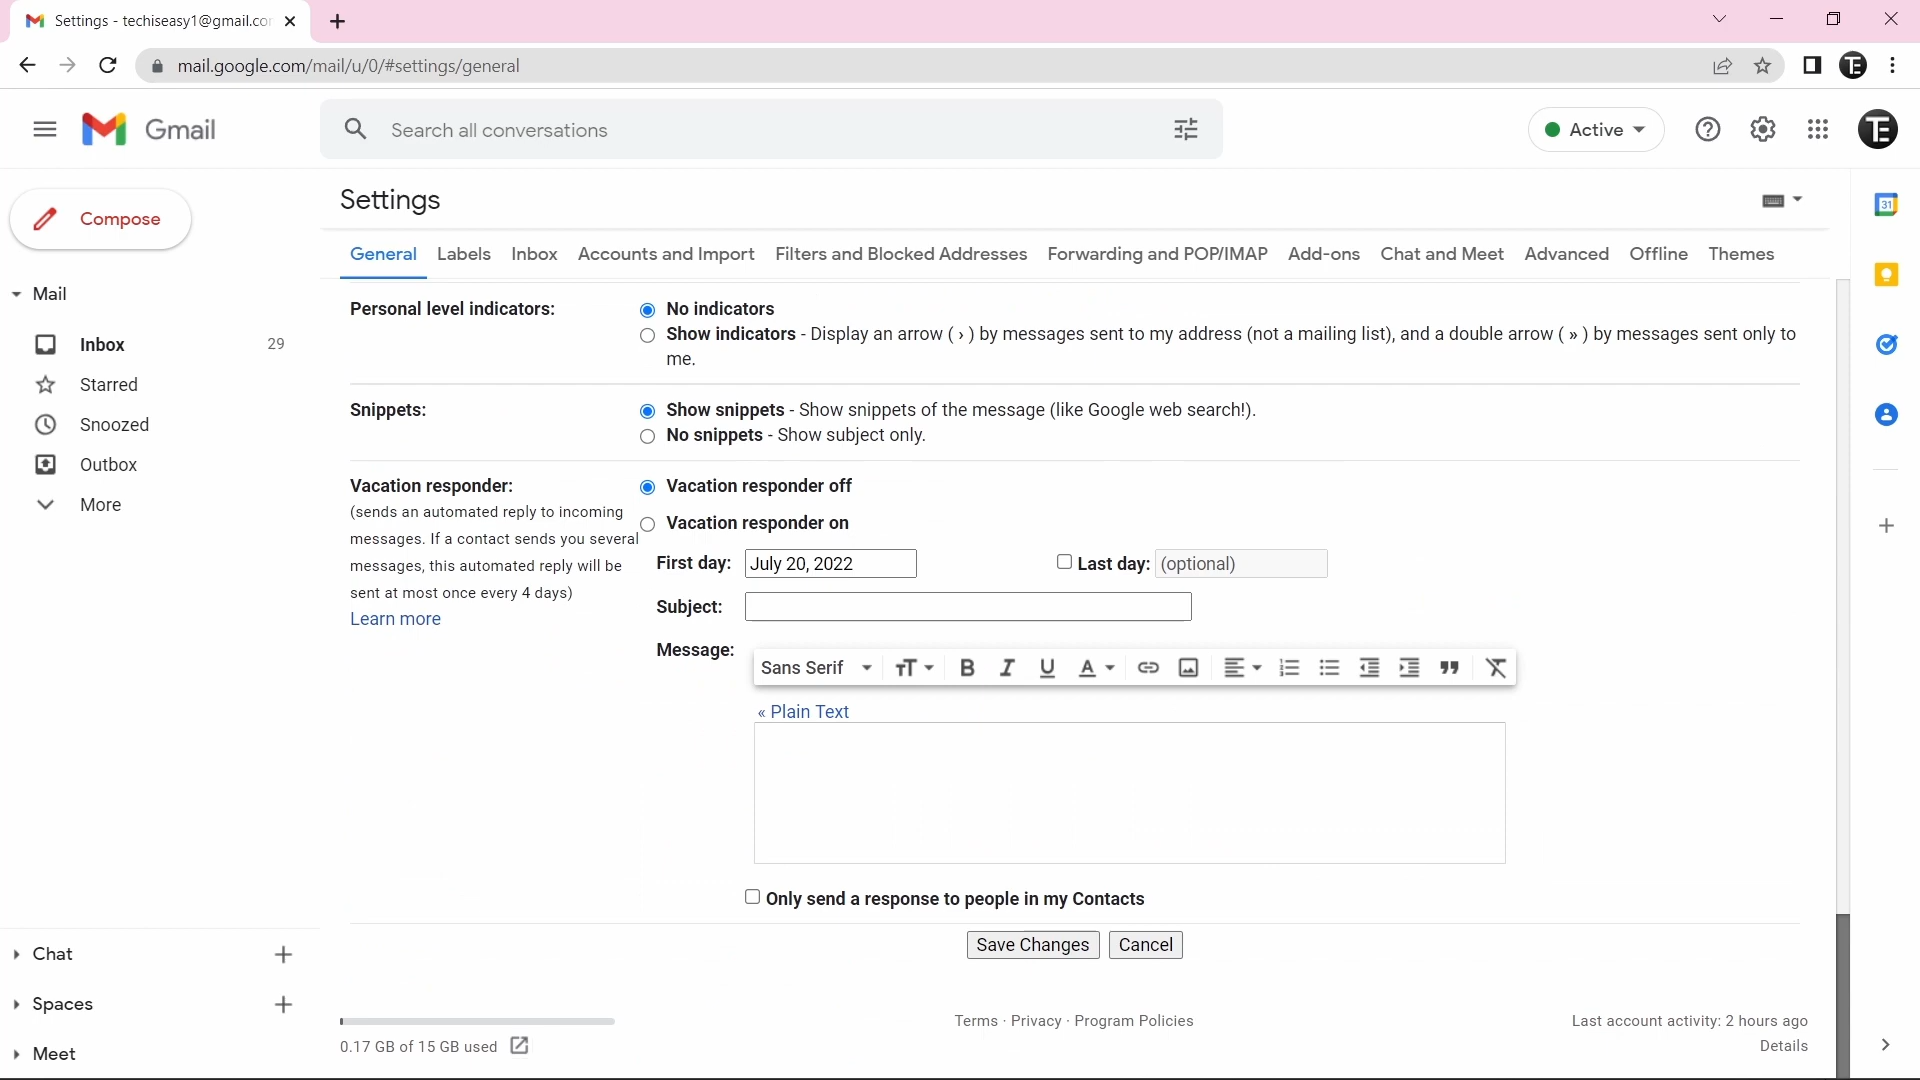 Settings - techiseasy1@gmail.co
mail.google.com/mail/u/0/#settings/general
TE
Gmail
Search all conversations
Active
TE
Compose
Settings
General Labels Inbox Accounts and Import Filters and Blocked Addresses Forwarding and POP/IMAP Add-ons Chat and Meet Advanced Offline Themes
31
Mail
Inbox 29
Starred
Snoozed
Outbox
More
Personal level indicators:
No indicators
Show indicators - Display an arrow ( › ) by messages sent to my address (not a mailing list), and a double arrow ( » ) by messages sent only to
me.
Snippets:
Show snippets - Show snippets of the message (like Google web search!).
No snippets - Show subject only.
Vacation responder:
(sends an automated reply to incoming
messages. If a contact sends you several
messages, this automated reply will be
sent at most once every 4 days)
Learn more
Vacation responder off
Vacation responder on
First day: July 20, 2022 Last day: (optional)
Subject:
Message:
Sans Serif
« Plain Text
Only send a response to people in my Contacts
Save Changes Cancel
Chat
Spaces
Meet
0.17 GB of 15 GB used
Terms · Privacy · Program Policies
Last account activity: 2 hours ago
Details